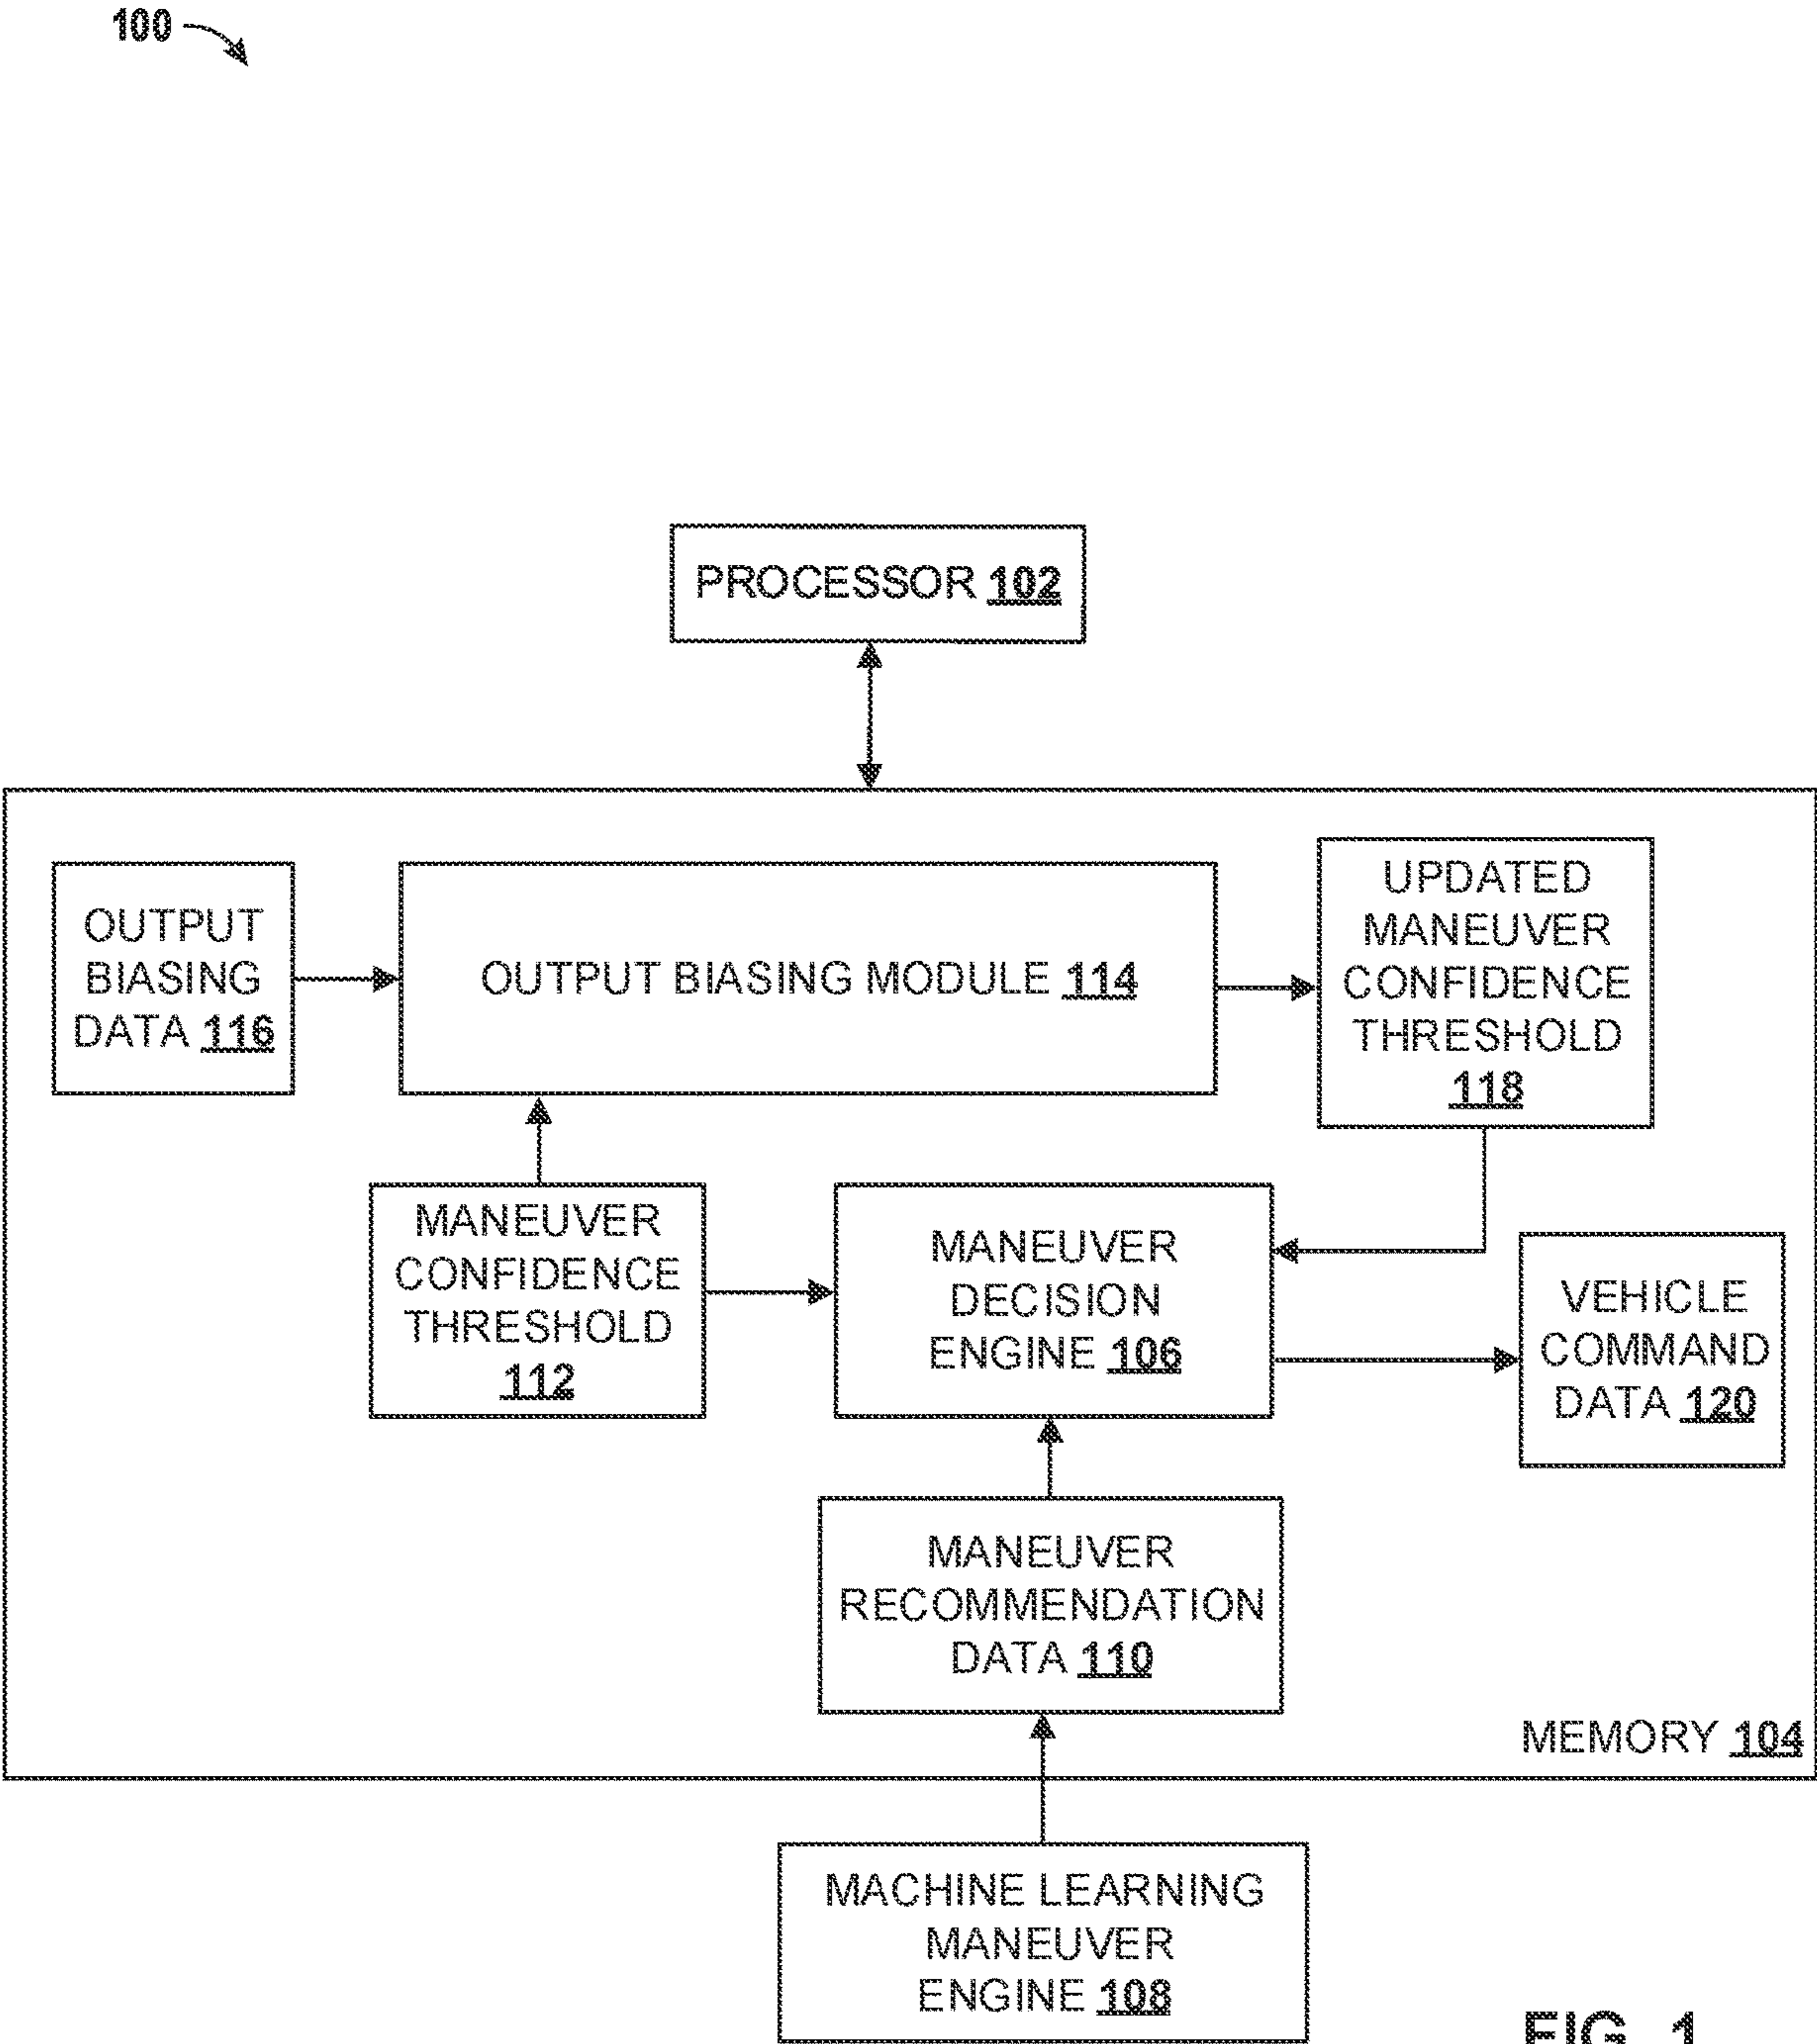 100
PROCESSOR 102
OUTPUT
BIASING
DATA 116
OUTPUT BIASING MODULE 114
UPDATED
MANEUVER
CONFIDENCE
THRESHOLD
118
MANEUVER
CONFIDENCE
THRESHOLD
112
MANEUVER
DECISION
ENGINE 106
VEHICLE
COMMAND
DATA 120
MANEUVER
RECOMMENDATION
DATA 110
MEMORY 104
MACHINE LEARNING
MANEUVER
ENGINE 108
FIG. 1